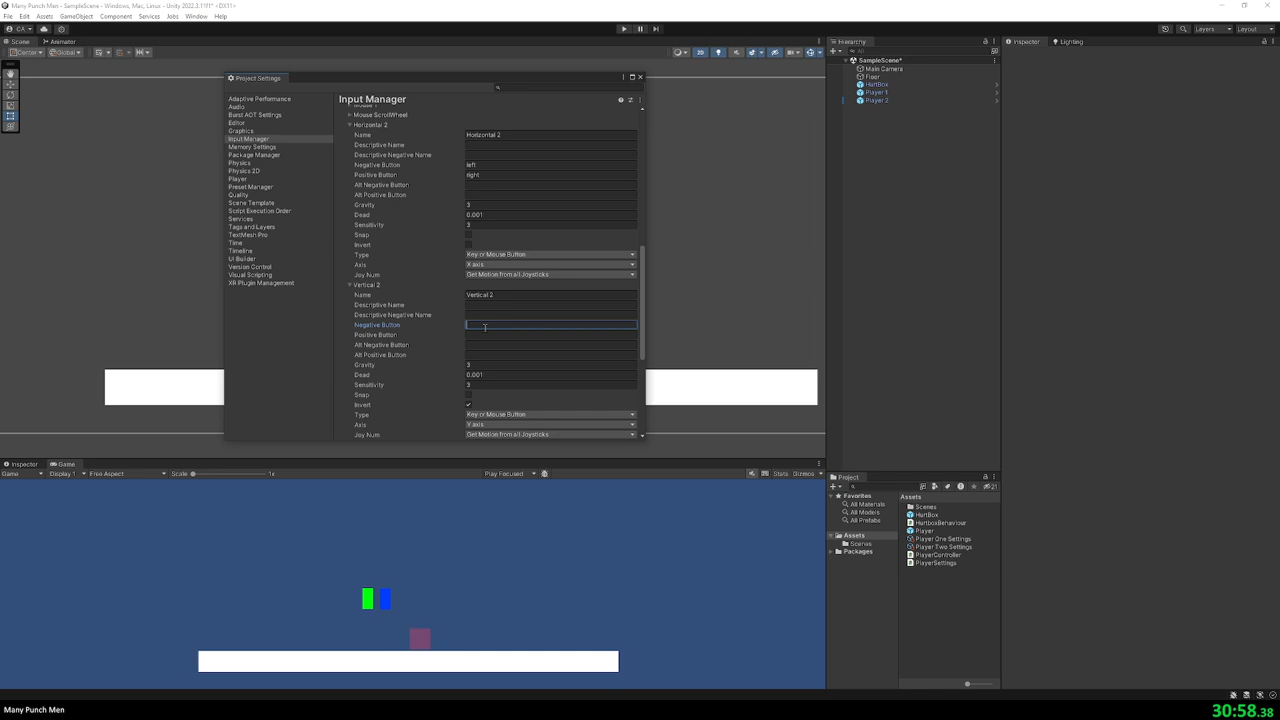 Many Punch Men - SampleScene - Windows, Mac, Linux - Unity 2022.3.11f1* <DX11>
File Edit Assets GameObject Component Services Jobs Window Help
CA
Layers Layout
Scene Animator
Center Global
2D
Hierarchy
All
SampleScene*
Main Camera
Floor
HurtBox
Player 1
Player 2
Inspector Lighting
Project Settings
Adaptive Performance
Audio
Burst AOT Settings
Editor
Graphics
Input Manager
Memory Settings
Package Manager
Physics
Physics 2D
Player
Preset Manager
Quality
Scene Template
Script Execution Order
Services
Tags and Layers
TextMesh Pro
Time
Timeline
UI Builder
Version Control
Visual Scripting
XR Plugin Management
Input Manager
Mouse ScrollWheel
Horizontal 2
Name Horizontal 2
Descriptive Name
Descriptive Negative Name
Negative Button left
Positive Button right
Alt Negative Button
Alt Positive Button
Gravity 3
Dead 0.001
Sensitivity 3
Snap
Invert
Type Key or Mouse Button
Axis X axis
Joy Num Get Motion from all Joysticks
Vertical 2
Name Vertical 2
Descriptive Name
Descriptive Negative Name
Negative Button
Positive Button
Alt Negative Button
Alt Positive Button
Gravity 3
Dead 0.001
Sensitivity 3
Snap
Invert
Type Key or Mouse Button
Axis Y axis
Joy Num Get Motion from all Joysticks
Inspector Game
Game Display 1 Free Aspect Scale 1x Play Focused Stats Gizmos
Project
21
Favorites
All Materials
All Models
All Prefabs
Assets
Scenes
Packages
Assets
Scenes
HurtBox
HurtboxBehaviour
Player
Player One Settings
Player Two Settings
PlayerController
PlayerSettings
Many Punch Men
30:58.38